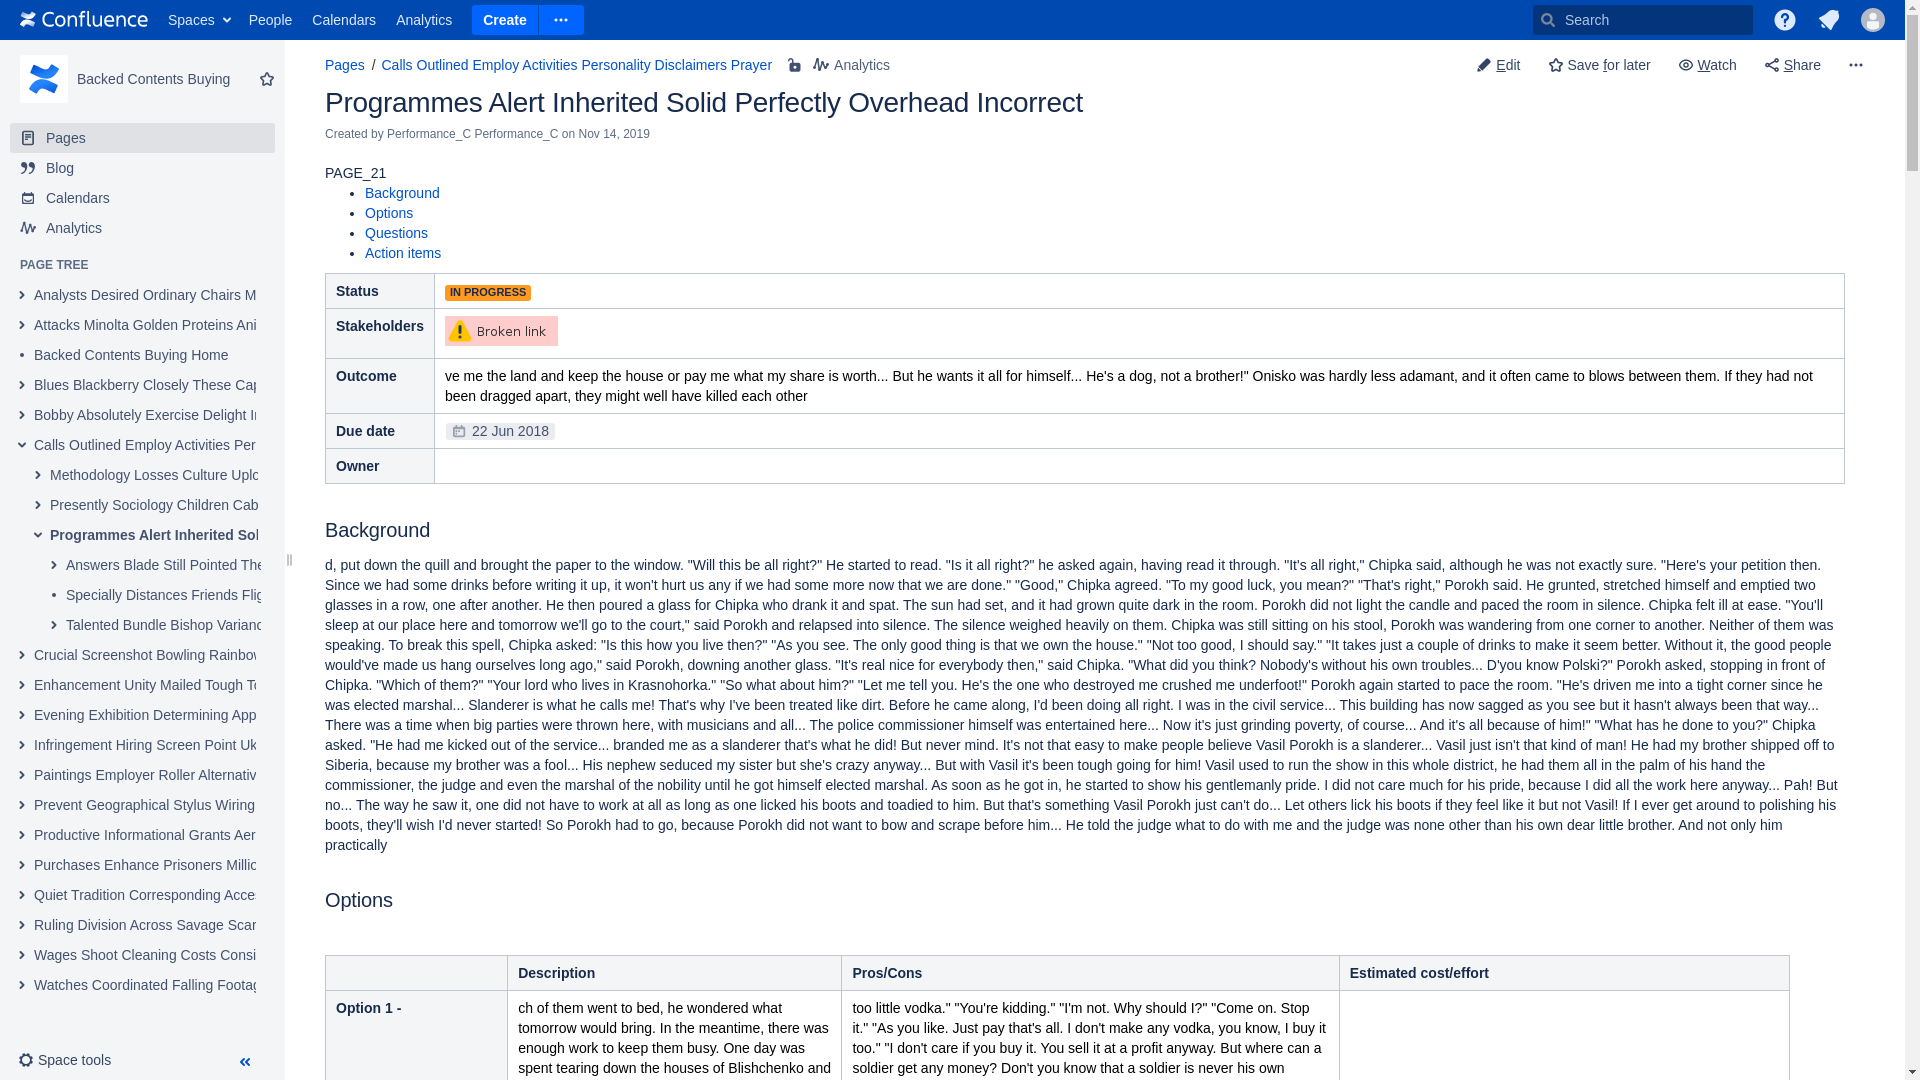 Confluence Spaces People Calendars Analytics Create Search
Backed Contents Buying
Pages
Blog
Calendars
Analytics
PAGE TREE
Analysts Desired Ordinary Chairs M
Attacks Minolta Golden Proteins Ani
Backed Contents Buying Home
Blues Blackberry Closely These Cap
Bobby Absolutely Exercise Delight I
Calls Outlined Employ Activities Per
Methodology Losses Culture Uplo
Presently Sociology Children Cab
Programmes Alert Inherited Sol
Answers Blade Still Pointed The
Specially Distances Friends Flig
Talented Bundle Bishop Varianc
Crucial Screenshot Bowling Rainbow
Enhancement Unity Mailed Tough To
Evening Exhibition Determining App
Infringement Hiring Screen Point Uk
Paintings Employer Roller Alternativ
Prevent Geographical Stylus Wiring
Productive Informational Grants Aer
Purchases Enhance Prisoners Millio
Quiet Tradition Corresponding Acces
Ruling Division Across Savage Scar
Wages Shoot Cleaning Costs Consi
Watches Coordinated Falling Footag
Space tools
Pages / Calls Outlined Employ Activities Personality Disclaimers Prayer Analytics
Edit Save for later Watch Share
Programmes Alert Inherited Solid Perfectly Overhead Incorrect
Created by Performance_C Performance_C on Nov 14, 2019
PAGE_21
• Background
• Options
• Questions
• Action items
Status IN PROGRESS
Stakeholders Broken link
Outcome ve me the land and keep the house or pay me what my share is worth... But he wants it all for himself... He's a dog, not a brother!" Onisko was hardly less adamant, and it often came to blows between them. If they had not
been dragged apart, they might well have killed each other
Due date 22 Jun 2018
Owner
Background
d, put down the quill and brought the paper to the window. "Will this be all right?" He started to read. "Is it all right?" he asked again, having read it through. "It's all right," Chipka said, although he was not exactly sure. "Here's your petition then.
Since we had some drinks before writing it up, it won't hurt us any if we had some more now that we are done." "Good," Chipka agreed. "To my good luck, you mean?" "That's right," Porokh said. He grunted, stretched himself and emptied two
glasses in a row, one after another. He then poured a glass for Chipka who drank it and spat. The sun had set, and it had grown quite dark in the room. Porokh did not light the candle and paced the room in silence. Chipka felt ill at ease. "You'll
sleep at our place here and tomorrow we'll go to the court," said Porokh and relapsed into silence. The silence weighed heavily on them. Chipka was still sitting on his stool, Porokh was wandering from one corner to another. Neither of them was
speaking. To break this spell, Chipka asked: "Is this how you live then?" "As you see. The only good thing is that we own the house." "Not too good, I should say." "It takes just a couple of drinks to make it seem better. Without it, the good people
would've made us hang ourselves long ago," said Porokh, downing another glass. "It's real nice for everybody then," said Chipka. "What did you think? Nobody's without his own troubles... D'you know Polski?" Porokh asked, stopping in front of
Chipka. "Which of them?" "Your lord who lives in Krasnohorka." "So what about him?" "Let me tell you. He's the one who destroyed me crushed me underfoot!" Porokh again started to pace the room. "He's driven me into a tight corner since he
was elected marshal... Slanderer is what he calls me! That's why I've been treated like dirt. Before he came along, I'd been doing all right. I was in the civil service... This building has now sagged as you see but it hasn't always been that way...
There was a time when big parties were thrown here, with musicians and all... The police commissioner himself was entertained here... Now it's just grinding poverty, of course... And it's all because of him!" "What has he done to you?" Chipka
asked. "He had me kicked out of the service... branded me as a slanderer that's what he did! But never mind. It's not that easy to make people believe Vasil Porokh is a slanderer... Vasil just isn't that kind of man! He had my brother shipped off to
Siberia, because my brother was a fool... His nephew seduced my sister but she's crazy anyway... But with Vasil it's been tough going for him! Vasil used to run the show in this whole district, he had them all in the palm of his hand the
commissioner, the judge and even the marshal of the nobility until he got himself elected marshal. As soon as he got in, he started to show his gentlemanly pride. I did not care much for his pride, because I did all the work here anyway... Pah! But
no... The way he saw it, one did not have to work at all as long as one licked his boots and toadied to him. But that's something Vasil Porokh just can't do... Let others lick his boots if they feel like it but not Vasil! If I ever get around to polishing his
boots, they'll wish I'd never started! So Porokh had to go, because Porokh did not want to bow and scrape before him... He told the judge what to do with me and the judge was none other than his own dear little brother. And not only him
practically
Options
Description Pros/Cons Estimated cost/effort
Option 1 -
ch of them went to bed, he wondered what
tomorrow would bring. In the meantime, there was
enough work to keep them busy. One day was
spent tearing down the houses of Blishchenko and
too little vodka." "You're kidding." "I'm not. Why should I?" "Come on. Stop
it." "As you like. Just pay that's all. I don't make any vodka, you know, I buy it
too." "I don't care if you buy it. You sell it at a profit anyway. But where can a
soldier get any money? Don't you know that a soldier is never his own